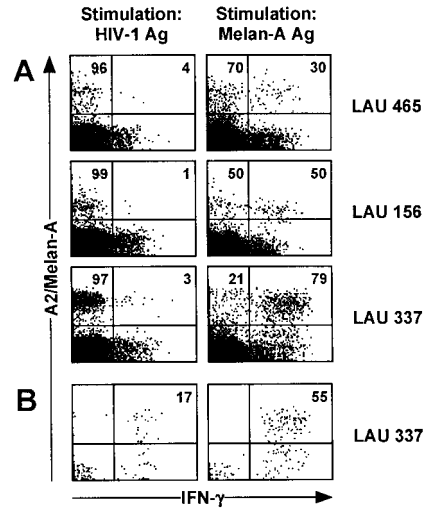 Stimulation: Stimulation:
HIV-1 Ag Melan-A Ag
A
96 4 70 30
LAU 465
99 1 50 50
LAU 156
97 3 21 79
LAU 337
A2/Melan-A
B
17 55
LAU 337
IFN-γ